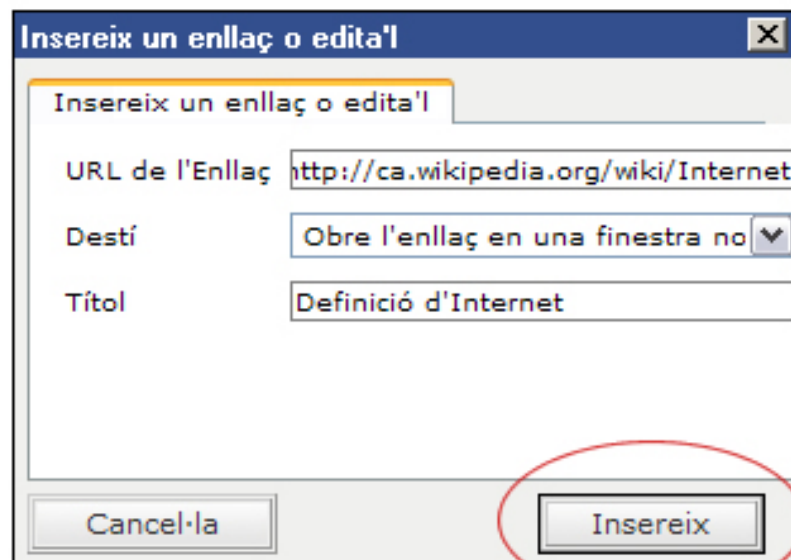 Insereix un enllaç o edita'l
Insereix un enllaç o edita'l
URL de l'Enllaç http://ca.wikipedia.org/wiki/Internet
Destí Obre l'enllaç en una finestra no
Títol Definició d'Internet
Cancel·la Insereix